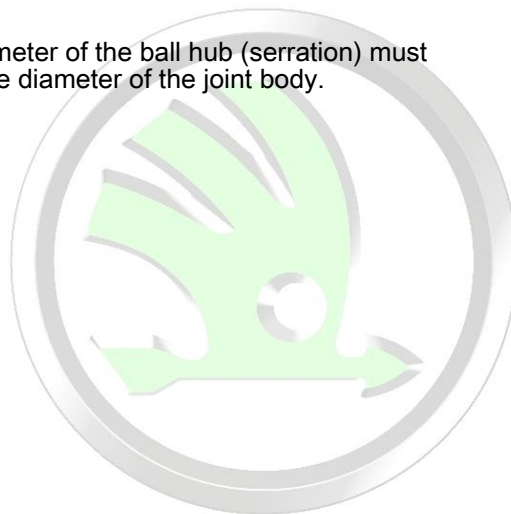 meter of the ball hub (serration) must
e diameter of the joint body.